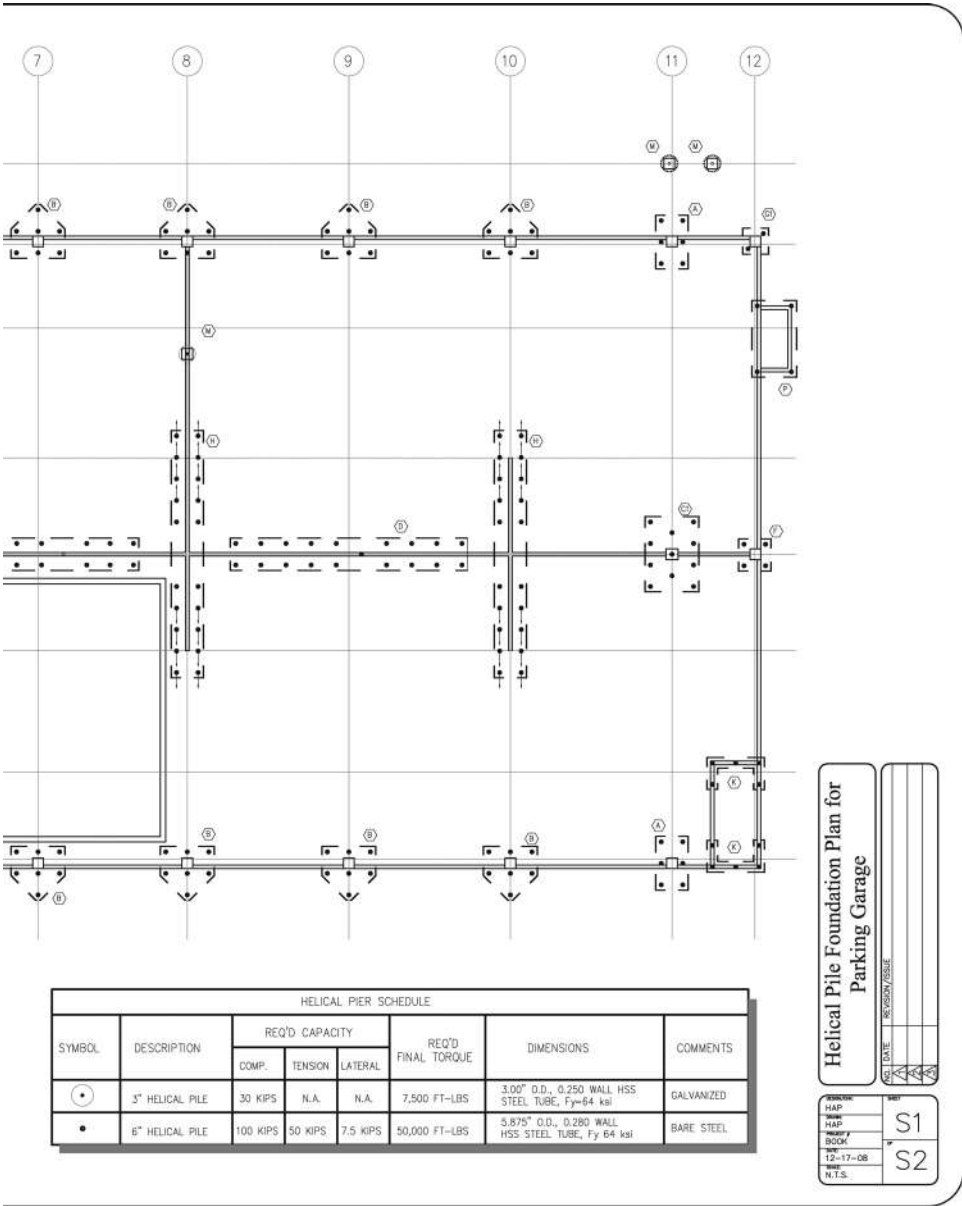 7 8 9 10 11 12
M M
B B B B A C1
M
P
H H
D C1 F
K
B B B A K
B
HELICAL PIER SCHEDULE
SYMBOL DESCRIPTION REQ'D CAPACITY REQ'D FINAL TORQUE DIMENSIONS COMMENTS
COMP. TENSION LATERAL
3" HELICAL PILE 30 KIPS N.A. N.A. 7,500 FT-LBS 3.00" O.D., 0.250 WALL HSS STEEL TUBE, Fy=64 ksi GALVANIZED
6" HELICAL PILE 100 KIPS 50 KIPS 7.5 KIPS 50,000 FT-LBS 5.875" O.D., 0.280 WALL HSS STEEL TUBE, Fy 64 ksi BARE STEEL
Helical Pile Foundation Plan for
Parking Garage
NO. DATE REVISION/ISSUE
HAP
HAP
BOOK
12-17-08
N.T.S.
SHEET
S1
OF
S2